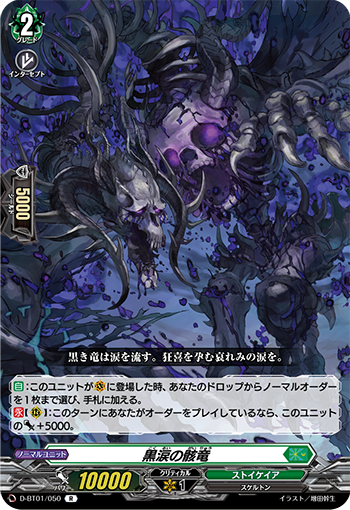 2
グレード
インターセプト
5000
シールド
黒き竜は涙を流す。狂喜を孕む哀れみの涙を。
自:このユニットがVに登場した時、あなたのドロップからノーマルオーダー
を1枚まで選び、手札に加える。
永【R】:このターンにあなたがオーダーをプレイしているなら、このユニット
の+5000。
ノーマルユニット
黒涙の骸竜
パワー
10000
クリティカル
1
ストイケイア
スケルトン
D-BT01/050 R
イラスト/増田幹生